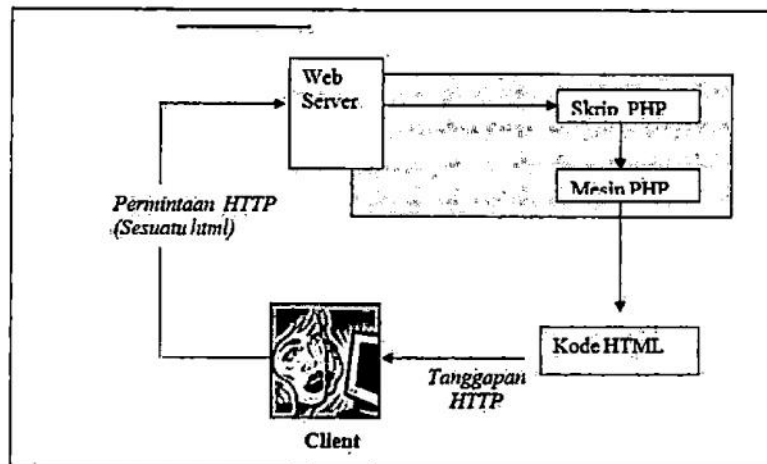 Web
Server
Skrip PHP
Mesin PHP
Permintaan HTTP
(Sesuatu html)
Kode HTML
Tanggapan
HTTP
Client